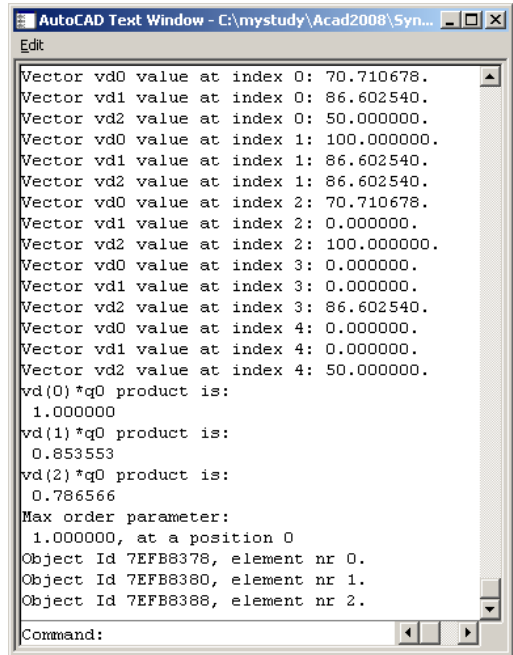 AutoCAD Text Window - C:\mystudy\Acad2008\Syn...
Edit
Vector vd0 value at index 0: 70.710678.
Vector vd1 value at index 0: 86.602540.
Vector vd2 value at index 0: 50.000000.
Vector vd0 value at index 1: 100.000000.
Vector vd1 value at index 1: 86.602540.
Vector vd2 value at index 1: 86.602540.
Vector vd0 value at index 2: 70.710678.
Vector vd1 value at index 2: 0.000000.
Vector vd2 value at index 2: 100.000000.
Vector vd0 value at index 3: 0.000000.
Vector vd1 value at index 3: 0.000000.
Vector vd2 value at index 3: 86.602540.
Vector vd0 value at index 4: 0.000000.
Vector vd1 value at index 4: 0.000000.
Vector vd2 value at index 4: 50.000000.
vd(0)*q0 product is:
1.000000
vd(1)*q0 product is:
0.853553
vd(2)*q0 product is:
0.786566
Max order parameter:
1.000000, at a position 0
Object Id 7EFB8378, element nr 0.
Object Id 7EFB8380, element nr 1.
Object Id 7EFB8388, element nr 2.
Command: